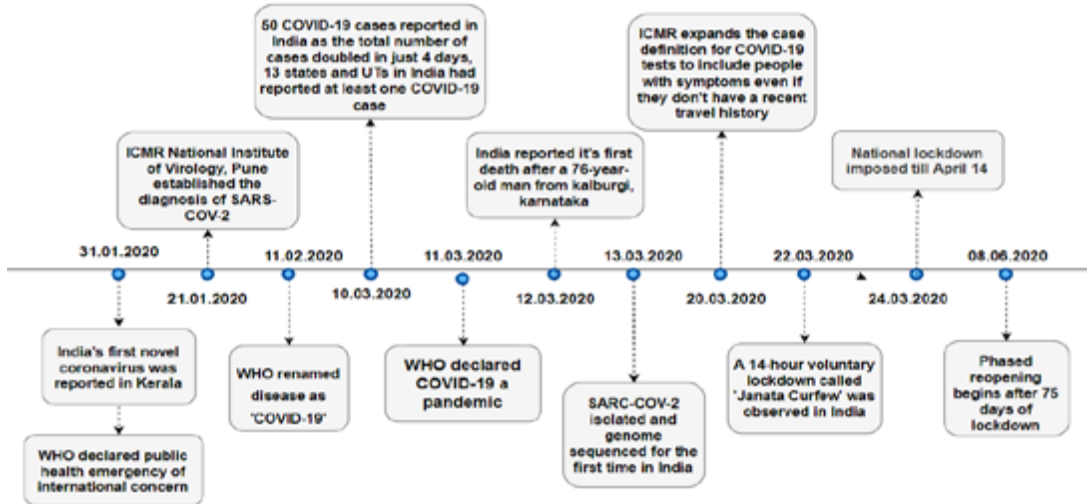 50 COVID-19 cases reported in
India as the total number of
cases doubled in just 4 days,
13 states and UTs in India had
reported at least one COVID-19
case
ICMR expands the case
definition for COVID-19
tests to include people
with symptoms even if
they don't have a recent
travel history
ICMR National Institute
of Virology, Pune
established the
diagnosis of SARS-
COV-2
India reported it's first
death after a 76-year-
old man from kalburgi,
karnataka
National lockdown
imposed till April 14
31.01.2020
11.02.2020
11.03.2020
13.03.2020
22.03.2020
08.06.2020
21.01.2020
10.03.2020
12.03.2020
20.03.2020
24.03.2020
India's first novel
coronavirus was
reported in Kerala
WHO renamed
disease as
"COVID-19"
WHO declared
COVID-19 a
pandemic
SARC-COV-2
isolated and
genome
sequenced for the
first time in India
A 14-hour voluntary
lockdown called
'Janata Curfew' was
observed in India
Phased
reopening
begins after 75
days of
lockdown
WHO declared public
health emergency of
International concern